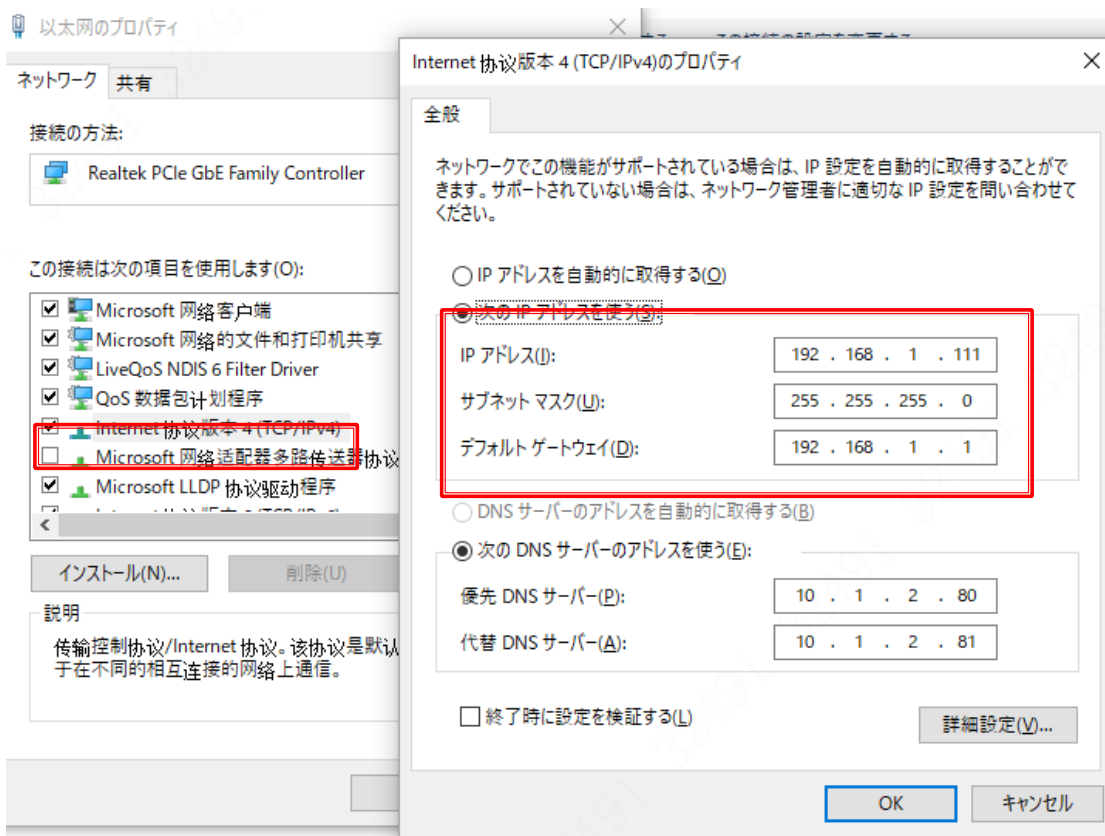 以太网のプロパティ
ネットワーク
共有
接続の方法:
Realtek PCIe GbE Family Controller
この接続は次の項目を使用します(O):
Microsoft 网络客户端
Microsoft 网络的文件和打印机共享
LiveQoS NDIS 6 Filter Driver
QoS 数据包计划程序
Internet 协议版本 4 (TCP/IPv4)
Microsoft 网络适配器多路传送器协议
Microsoft LLDP 协议驱动程序
インストール(N)...
削除(U)
説明
传输控制协议/Internet 协议。该协议是默认
于在不同的相互连接的网络上通信。
Internet 协议版本 4 (TCP/IPv4)のプロパティ
全般
ネットワークでこの機能がサポートされている場合は、IP 設定を自動的に取得することがで
きます。サポートされていない場合は、ネットワーク管理者に適切な IP 設定を問い合わせて
ください。
IP アドレスを自動的に取得する(O)
次の IP アドレスを使う(S):
IP アドレス(I): 192 . 168 . 1 . 111
サブネット マスク(U): 255 . 255 . 255 . 0
デフォルト ゲートウェイ(D): 192 . 168 . 1 . 1
DNS サーバーのアドレスを自動的に取得する(B)
次の DNS サーバーのアドレスを使う(E):
優先 DNS サーバー(P): 10 . 1 . 2 . 80
代替 DNS サーバー(A): 10 . 1 . 2 . 81
終了時に設定を検証する(L)
詳細設定(V)...
OK
キャンセル